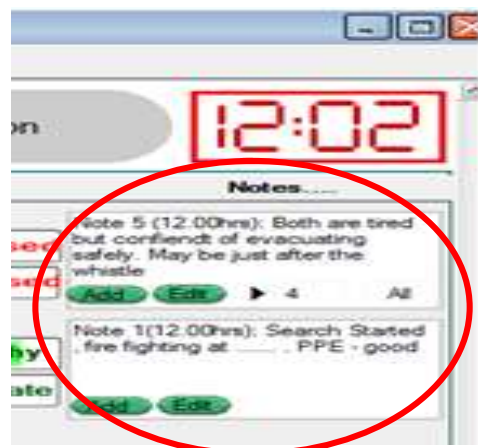 on
12:02
Notes....
sed
sed
Note 5 (12.00hrs): Both are tired
but confiendt of evacuating
safely. May be just after the
whistle
Add Edit ▶ 4 All
hy
ate
Note 1(12.00hrs): Search Started
. fire fighting at ...... . PPE - good
Add Edit